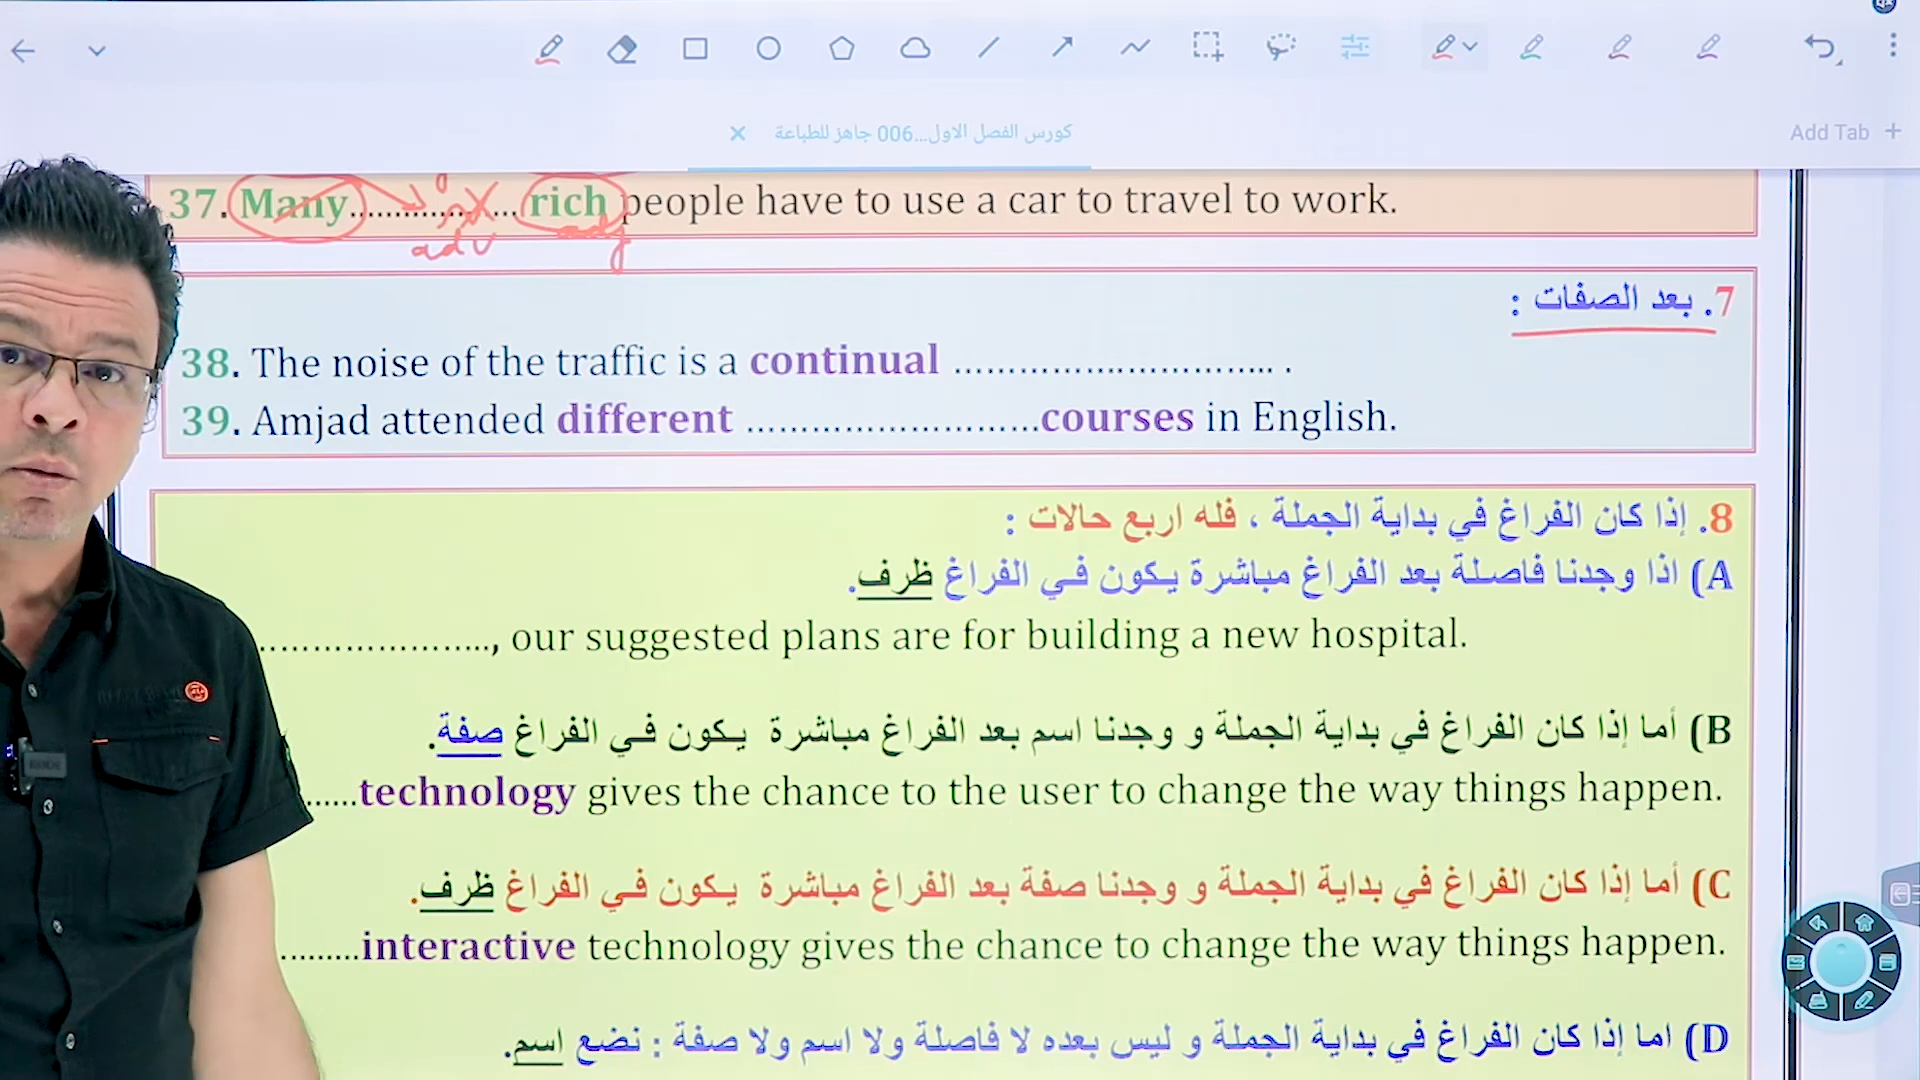 كورس الفصل الاول...006 جاهز للطباعة
Add Tab
37. Many.................... rich people have to use a car to travel to work.
adv adj
7. بعد الصفات :
38. The noise of the traffic is a continual ................................ .
39. Amjad attended different ............................courses in English.
8. إذا كان الفراغ في بداية الجملة ، فله اربع حالات :
A) اذا وجدنا فاصلة بعد الفراغ مباشرة يكون في الفراغ ظرف.
......................, our suggested plans are for building a new hospital.
B) أما إذا كان الفراغ في بداية الجملة و وجدنا اسم بعد الفراغ مباشرة يكون في الفراغ صفة.
......technology gives the chance to the user to change the way things happen.
C) أما إذا كان الفراغ في بداية الجملة و وجدنا صفة بعد الفراغ مباشرة يكون في الفراغ ظرف.
.........interactive technology gives the chance to change the way things happen.
D) اما إذا كان الفراغ في بداية الجملة و ليس بعده لا فاصلة ولا اسم ولا صفة : نضع اسم.